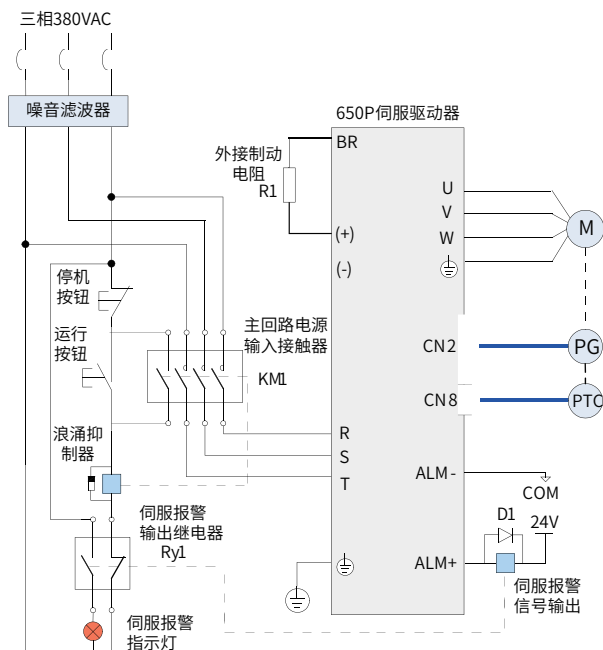 三相380VAC
噪音滤波器
650P伺服驱动器
外接制动
电阻
R1
BR
(+)
(-)
U
V
W
M
停机
按钮
运行
按钮
主回路电源
输入接触器
KM1
CN2
PG
CN8
PTC
R
S
T
浪涌抑
制器
ALM-
COM
伺服报警
输出继电器
Ry1
D1
24V
ALM+
伺服报警
信号输出
伺服报警
指示灯